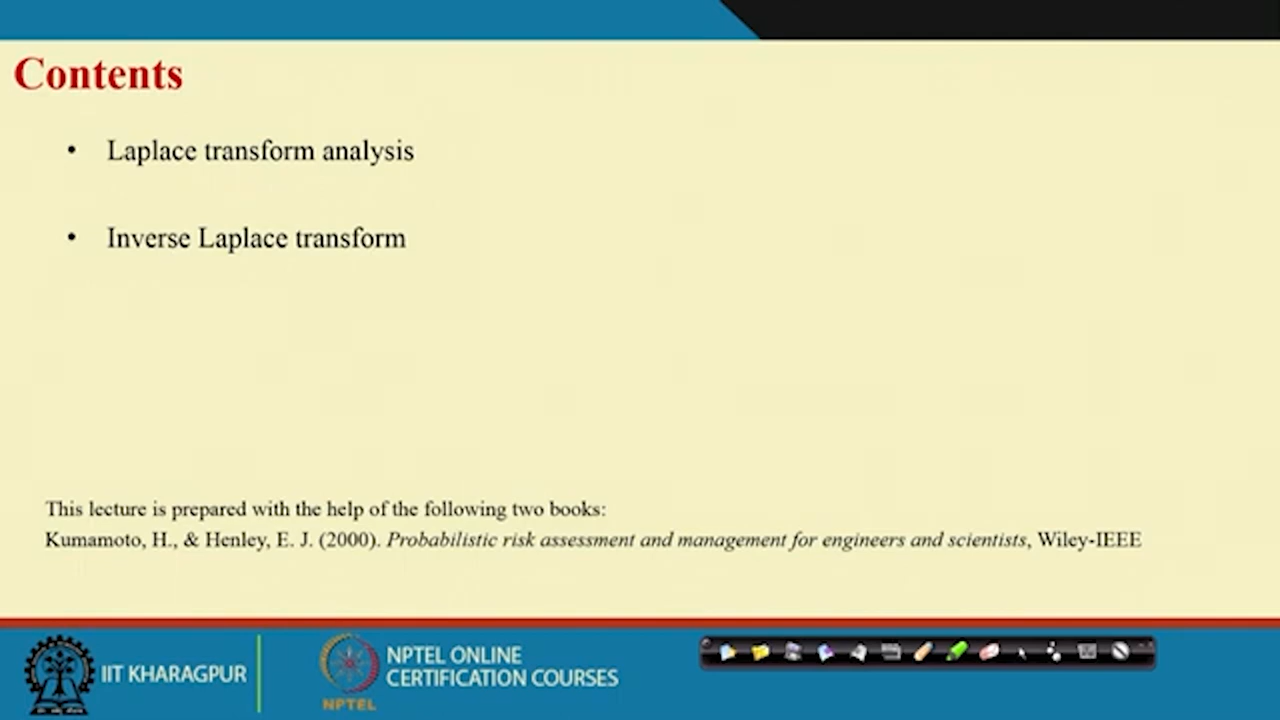 Contents
• Laplace transform analysis
• Inverse Laplace transform
This lecture is prepared with the help of the following two books:
Kumamoto, H., & Henley, E. J. (2000). Probabilistic risk assessment and management for engineers and scientists, Wiley-IEEE
IIT KHARAGPUR
NPTEL
NPTEL ONLINE
CERTIFICATION COURSES